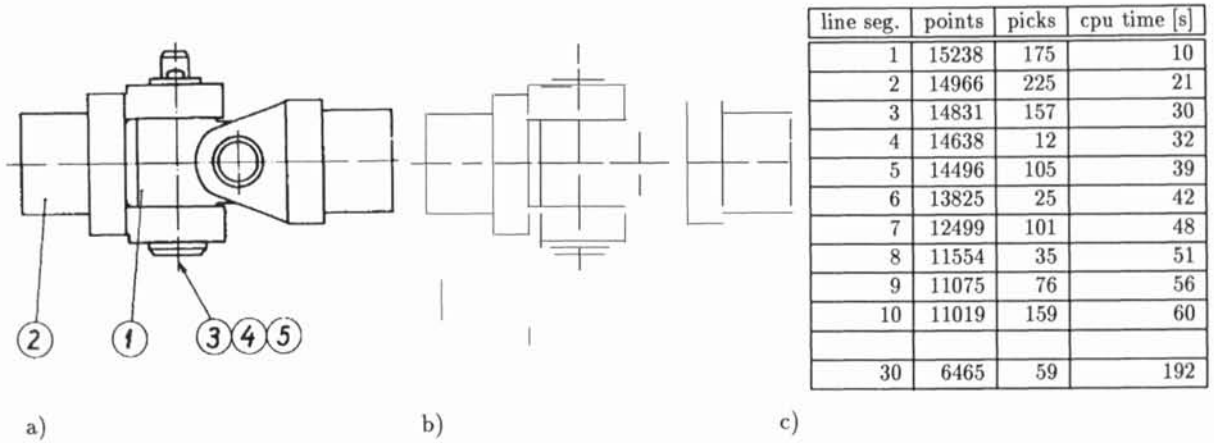 line seg. points picks cpu time [s]
1 15238 175 10
2 14966 225 21
3 14831 157 30
4 14638 12 32
5 14496 105 39
6 13825 25 42
7 12499 101 48
8 11554 35 51
9 11075 76 56
10 11019 159 60
30 6465 59 192
2 1 3 4 5
a) b) c)